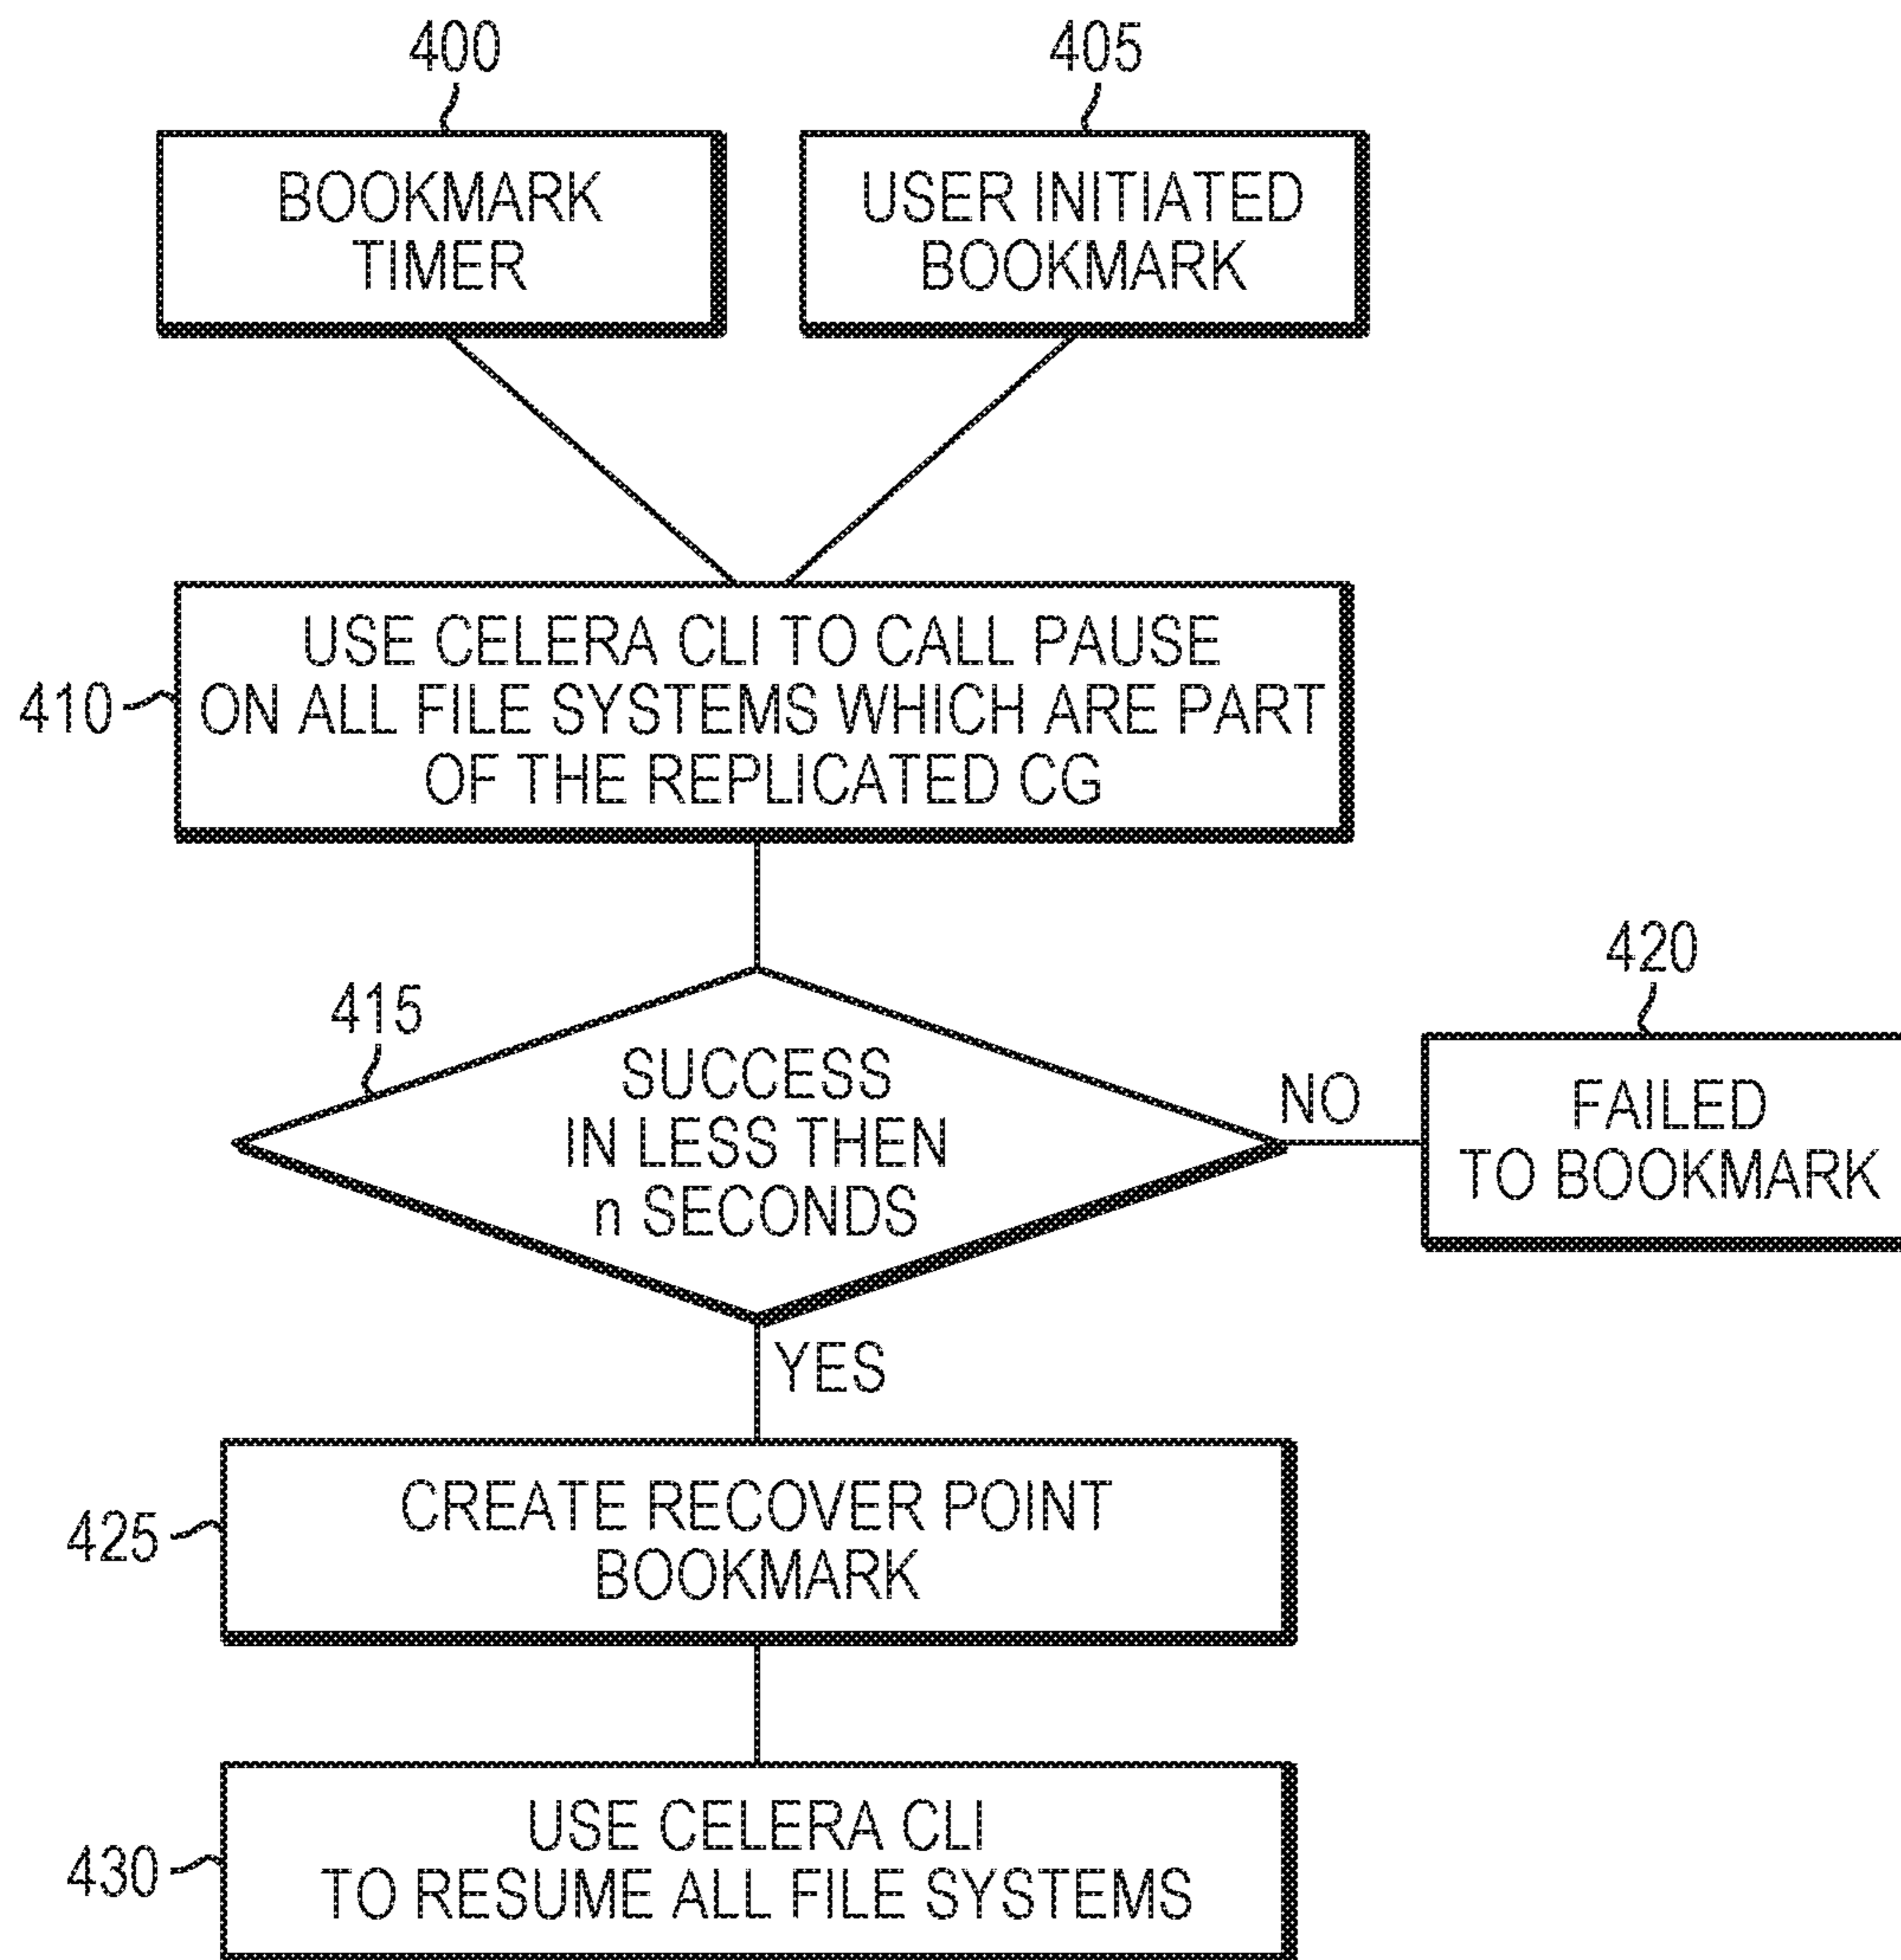 400
405
BOOKMARK
TIMER
USER INITIATED
BOOKMARK
410
USE CELERA CLI TO CALL PAUSE
ON ALL FILE SYSTEMS WHICH ARE PART
OF THE REPLICATED CG
415
SUCCESS
IN LESS THEN
n SECONDS
NO
420
FAILED
TO BOOKMARK
YES
425
CREATE RECOVER POINT
BOOKMARK
430
USE CELERA CLI
TO RESUME ALL FILE SYSTEMS